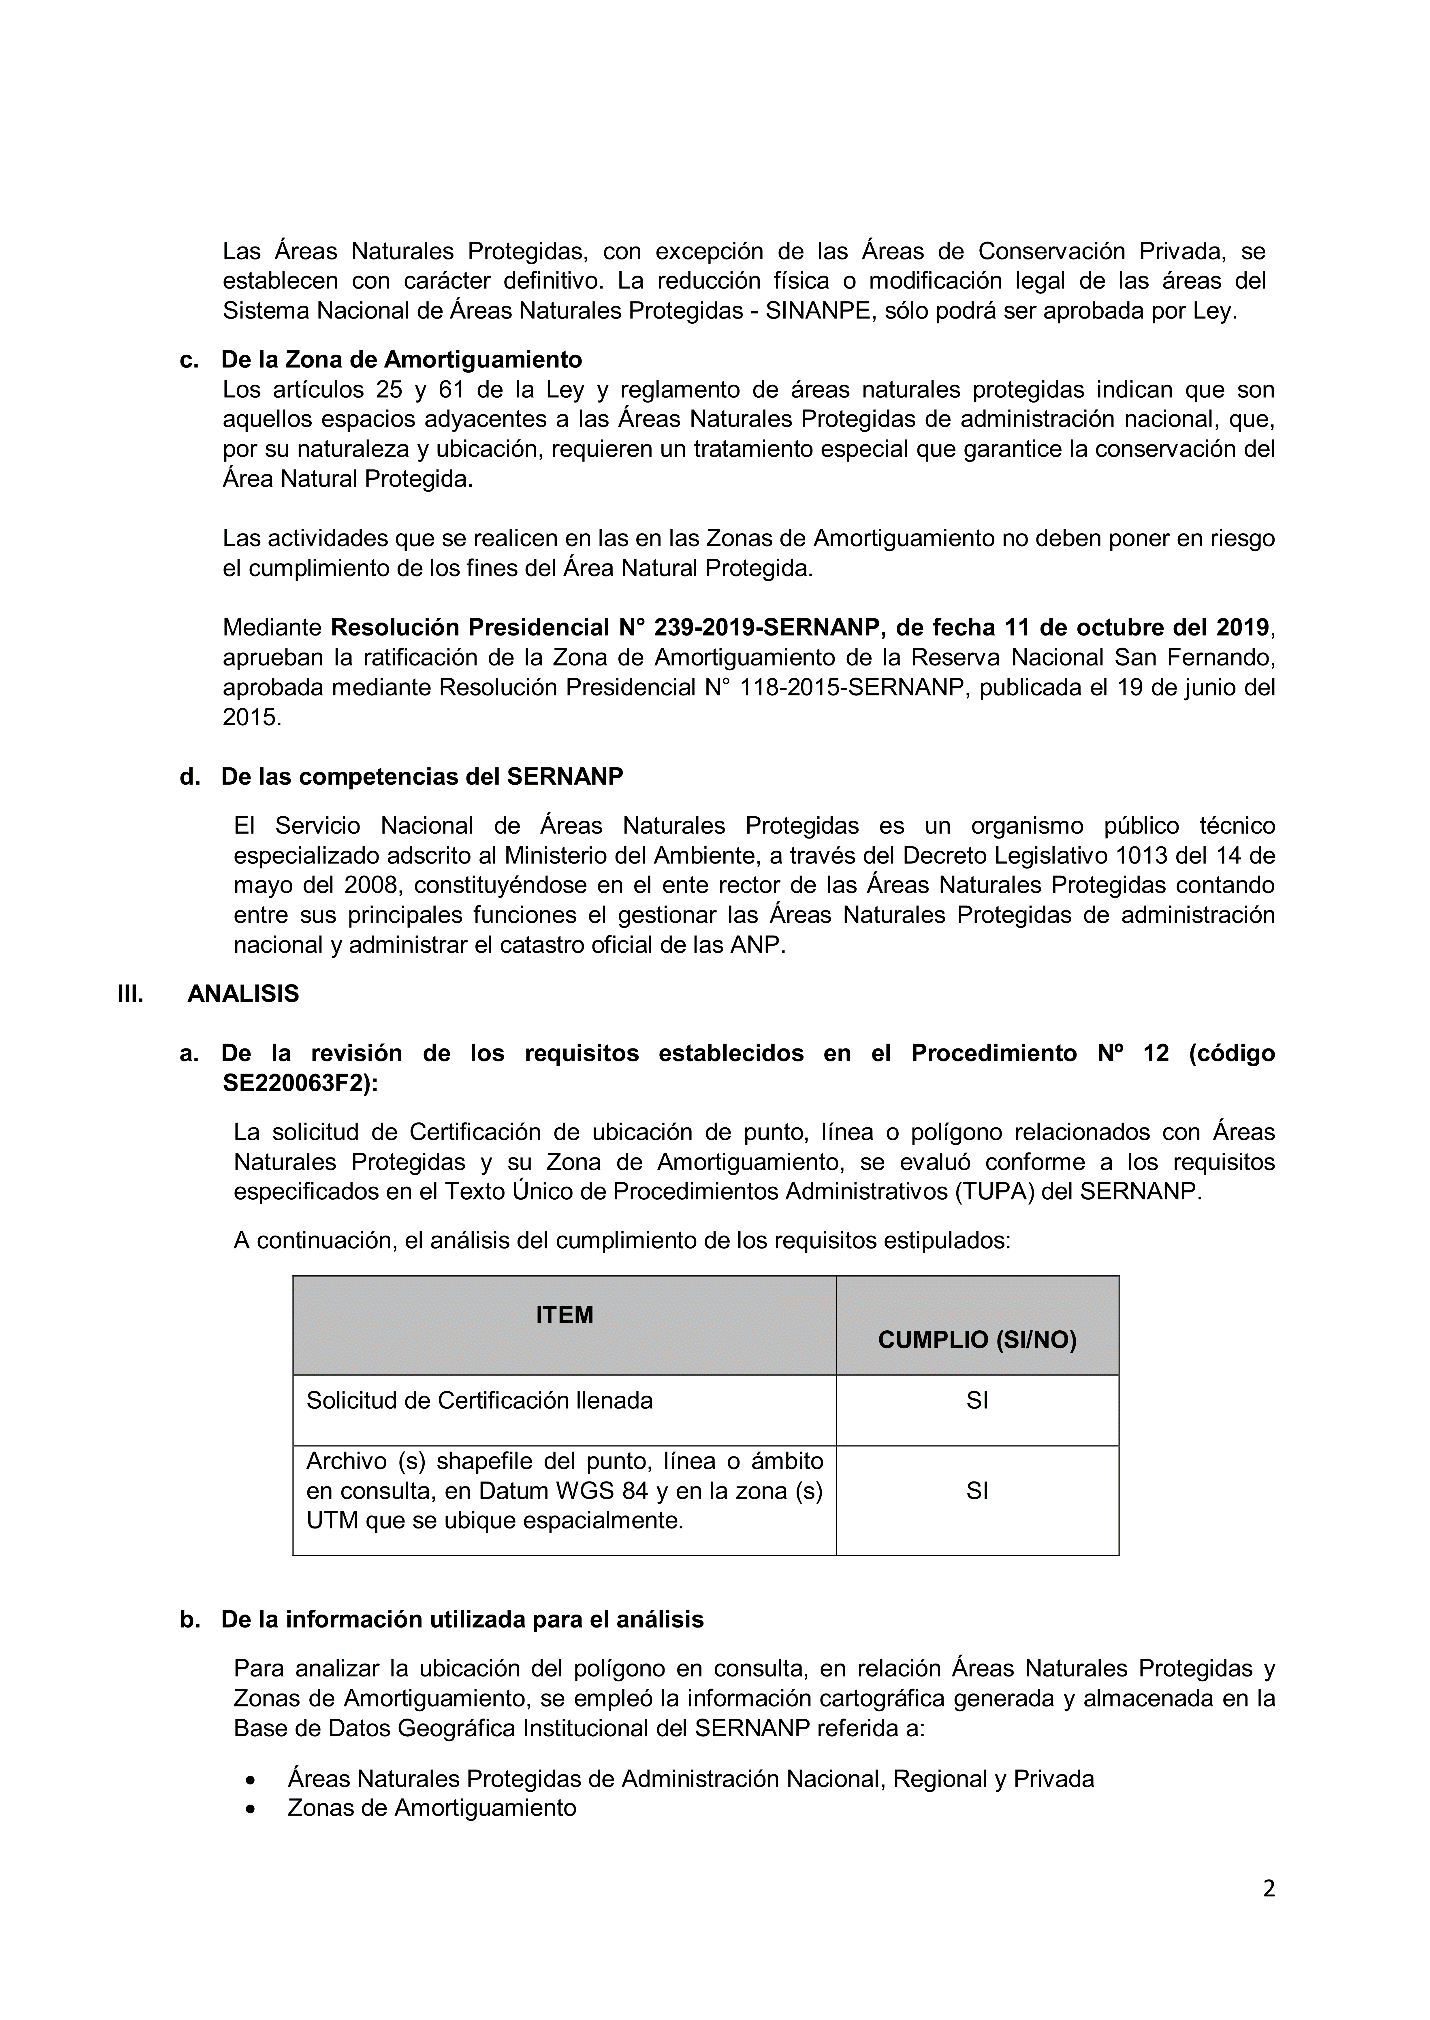 Las Áreas Naturales Protegidas, con excepción de las Áreas de Conservación Privada, se
establecen con carácter definitivo. La reducción física o modificación legal de las áreas del
Sistema Nacional de Áreas Naturales Protegidas - SINANPE, sólo podrá ser aprobada por Ley.
c. De la Zona de Amortiguamiento
Los artículos 25 y 61 de la Ley y reglamento de áreas naturales protegidas indican que son
aquellos espacios adyacentes a las Áreas Naturales Protegidas de administración nacional, que,
por su naturaleza y ubicación, requieren un tratamiento especial que garantice la conservación del
Área Natural Protegida.
Las actividades que se realicen en las en las Zonas de Amortiguamiento no deben poner en riesgo
el cumplimiento de los fines del Área Natural Protegida.
Mediante Resolución Presidencial N° 239-2019-SERNANP, de fecha 11 de octubre del 2019,
aprueban la ratificación de la Zona de Amortiguamiento de la Reserva Nacional San Fernando,
aprobada mediante Resolución Presidencial N° 118-2015-SERNANP, publicada el 19 de junio del
2015.
d. De las competencias del SERNANP
El Servicio Nacional de Áreas Naturales Protegidas es un organismo público técnico
especializado adscrito al Ministerio del Ambiente, a través del Decreto Legislativo 1013 del 14 de
mayo del 2008, constituyéndose en el ente rector de las Áreas Naturales Protegidas contando
entre sus principales funciones el gestionar las Áreas Naturales Protegidas de administración
nacional y administrar el catastro oficial de las ANP.
III. ANALISIS
a. De la revisión de los requisitos establecidos en el Procedimiento Nº 12 (código
SE220063F2):
La solicitud de Certificación de ubicación de punto, línea o polígono relacionados con Áreas
Naturales Protegidas y su Zona de Amortiguamiento, se evaluó conforme a los requisitos
especificados en el Texto Único de Procedimientos Administrativos (TUPA) del SERNANP.
A continuación, el análisis del cumplimiento de los requisitos estipulados:
ITEM
CUMPLIO (SI/NO)
Solicitud de Certificación llenada
SI
Archivo (s) shapefile del punto, línea o ámbito
en consulta, en Datum WGS 84 y en la zona (s)
UTM que se ubique espacialmente.
SI
b. De la información utilizada para el análisis
Para analizar la ubicación del polígono en consulta, en relación Áreas Naturales Protegidas y
Zonas de Amortiguamiento, se empleó la información cartográfica generada y almacenada en la
Base de Datos Geográfica Institucional del SERNANP referida a:
• Áreas Naturales Protegidas de Administración Nacional, Regional y Privada
• Zonas de Amortiguamiento
2